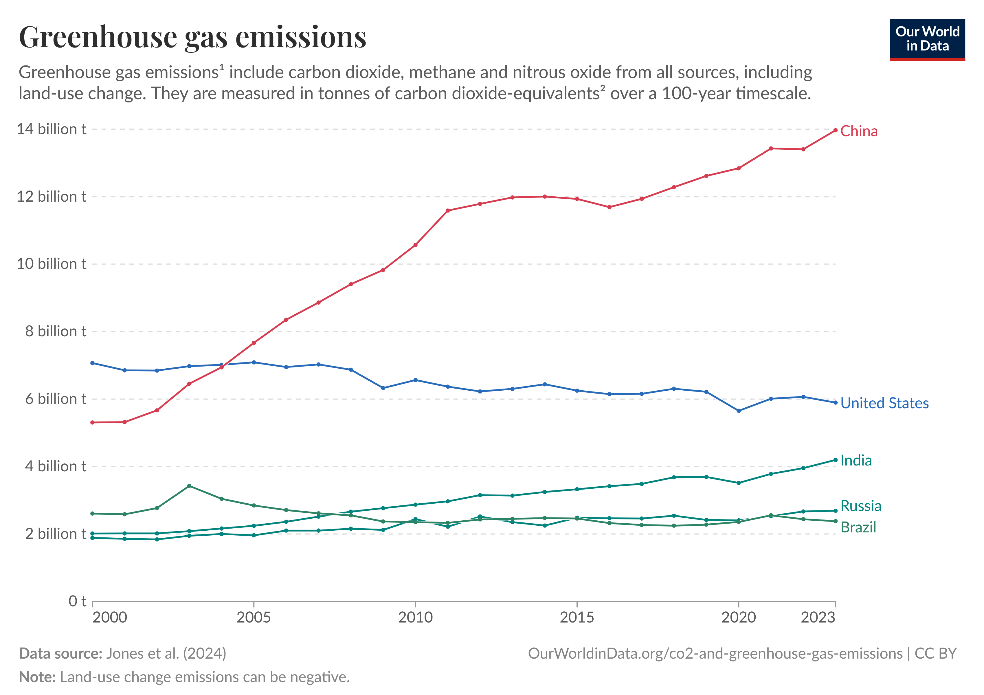 Greenhouse gas emissions
Our World
in Data
Greenhouse gas emissions¹ include carbon dioxide, methane and nitrous oxide from all sources, including
land-use change. They are measured in tonnes of carbon dioxide-equivalents² over a 100-year timescale.
14 billion t
12 billion t
10 billion t
8 billion t
6 billion t
4 billion t
2 billion t
0 t
China
United States
India
Russia
Brazil
2000 2005 2010 2015 2020 2023
Data source: Jones et al. (2024)
OurWorldinData.org/co2-and-greenhouse-gas-emissions | CC BY
Note: Land-use change emissions can be negative.